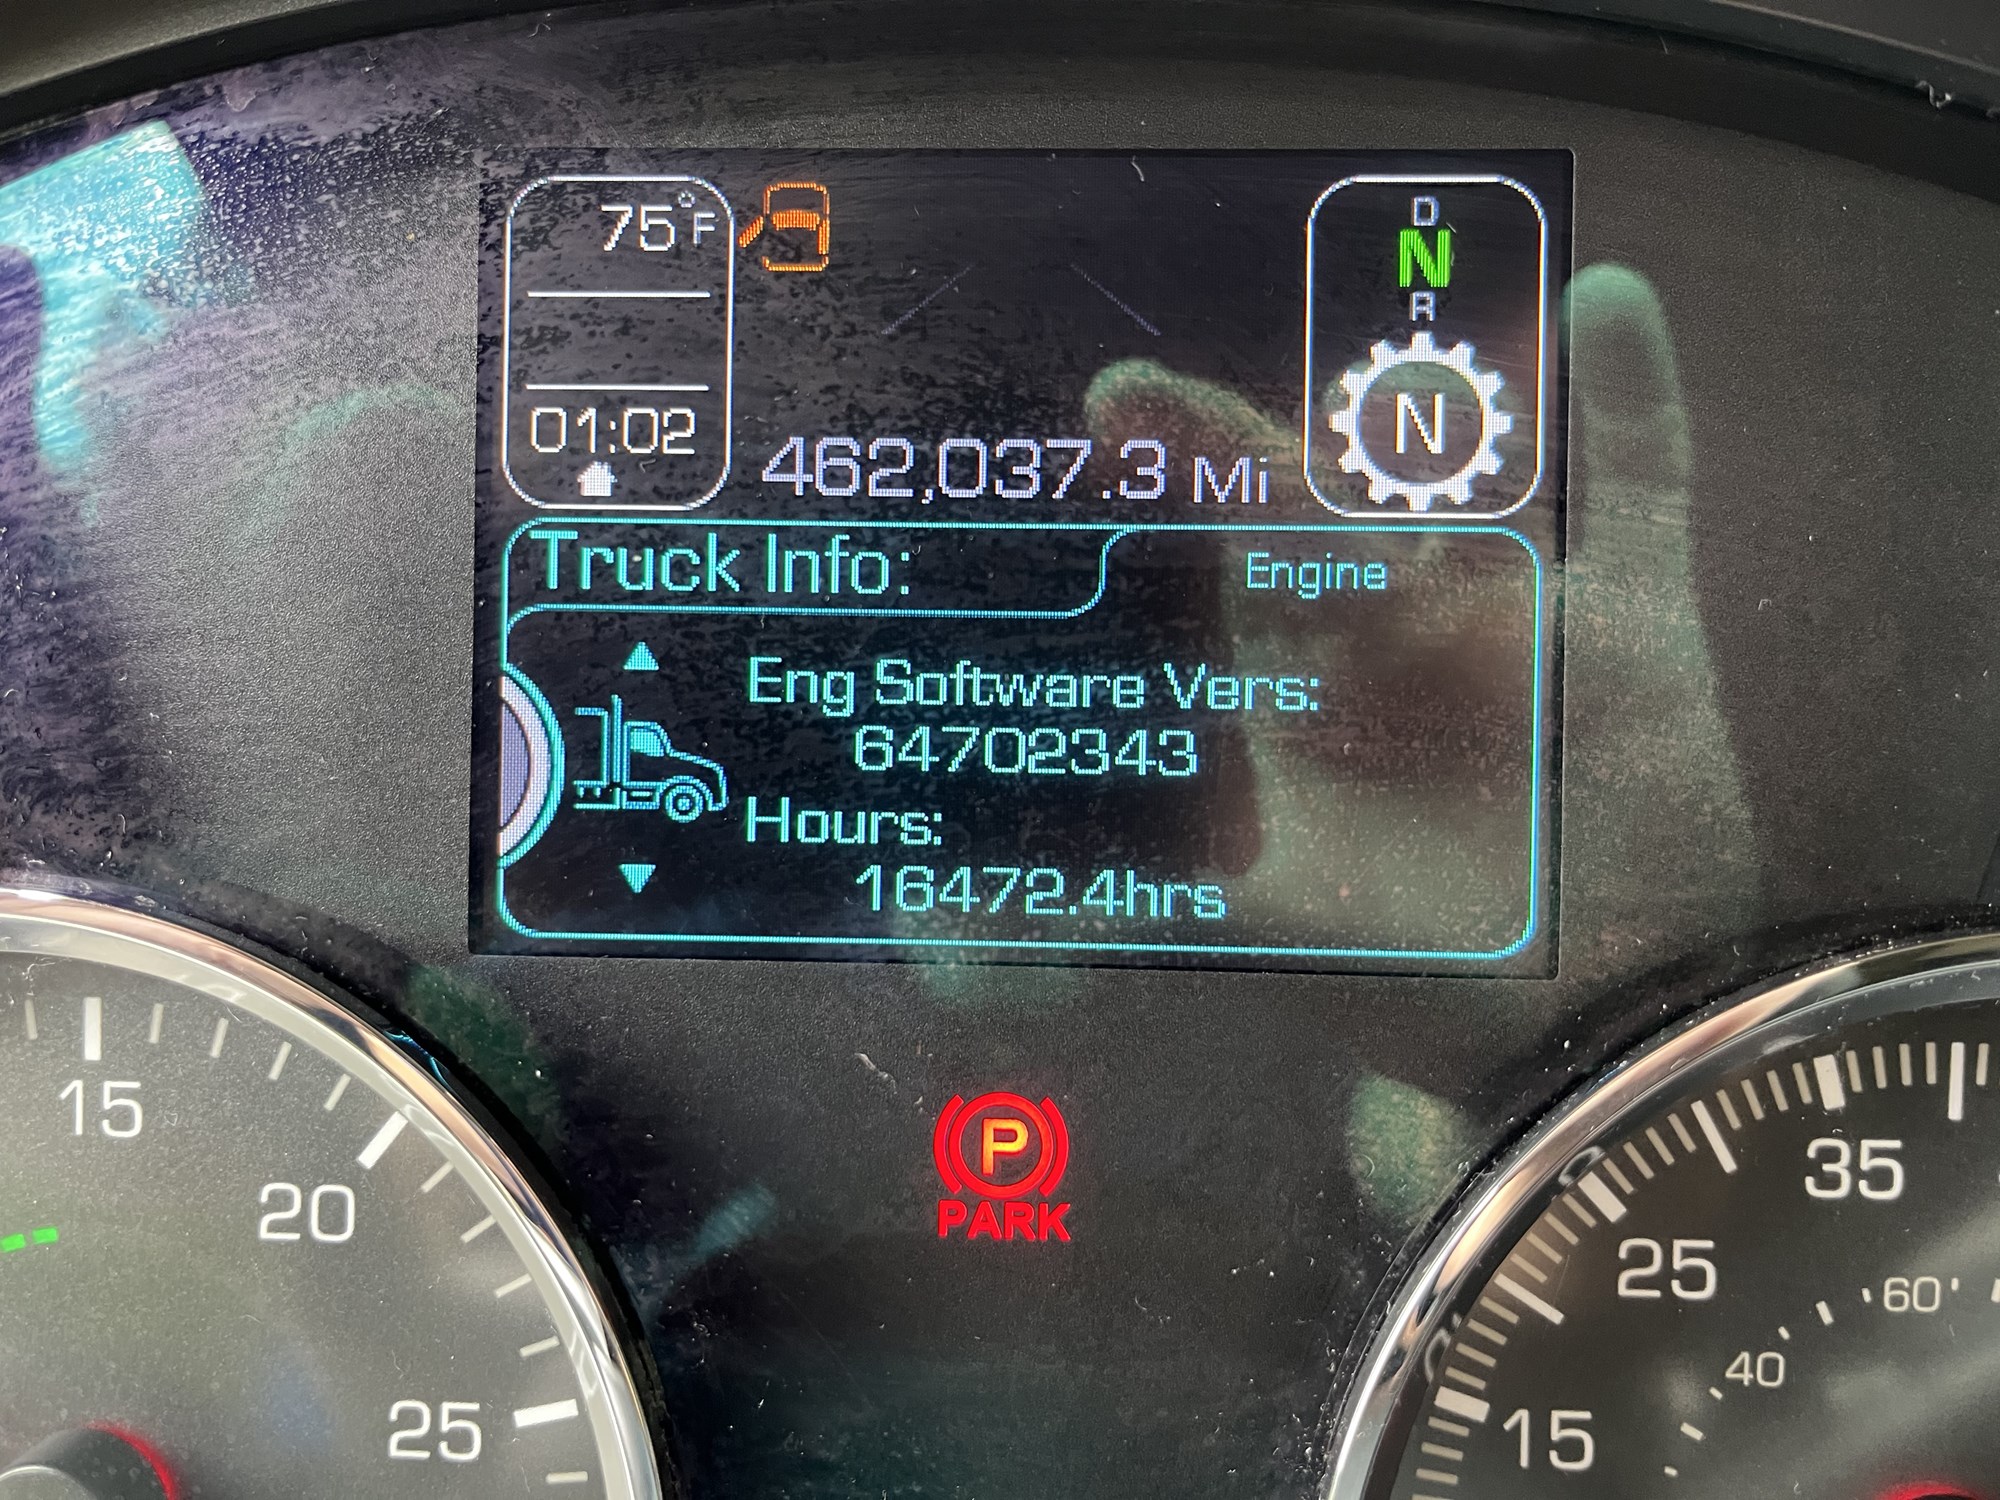 75°F
D
N
R
N
01:02
462,037.3 Mi
Truck Info:
Engine
Eng Software Vers:
64702343
Hours:
16472.4hrs
P
PARK
15
20
25
35
25
15
60
40